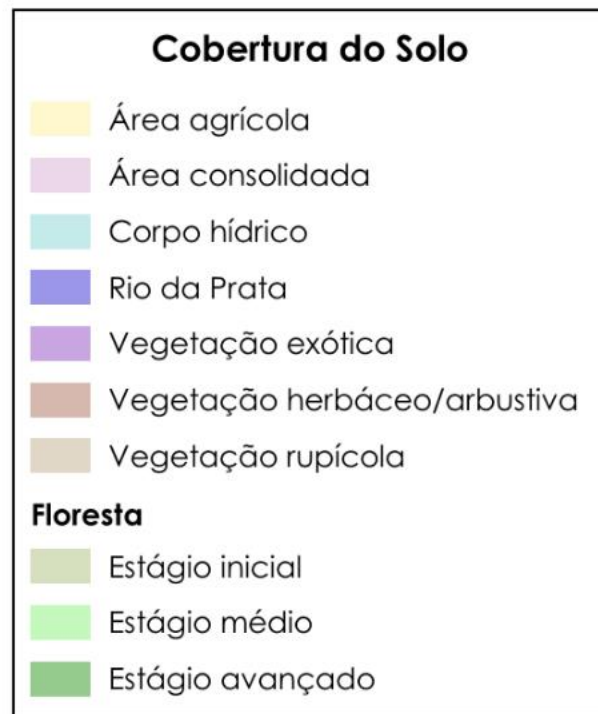 Cobertura do Solo
Área agrícola
Área consolidada
Corpo hídrico
Rio da Prata
Vegetação exótica
Vegetação herbáceo/arbustiva
Vegetação rupícola
Floresta
Estágio inicial
Estágio médio
Estágio avançado